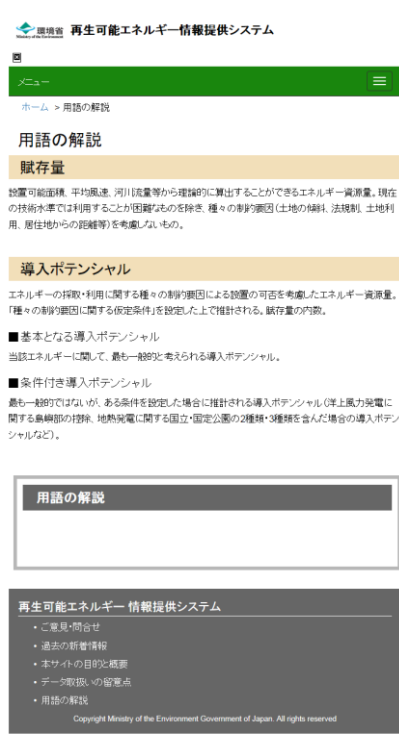 環境省 再生可能エネルギー情報提供システム
Ministry of the Environment
メニュー
ホーム > 用語の解説
用語の解説
賦存量
設置可能面積、平均風速、河川流量等から理論的に算出することができるエネルギー資源量。現在
の技術水準では利用することが困難なものを除き、種々の制約要因(土地の傾斜、法規制、土地利
用、居住地からの距離等)を考慮しないもの。
導入ポテンシャル
エネルギーの採取・利用に関する種々の制約要因による設置の可否を考慮したエネルギー資源量。
「種々の制約要因に関する仮定条件」を設定した上で推計される。賦存量の内数。
■基本となる導入ポテンシャル
当該エネルギーに関して、最も一般的と考えられる導入ポテンシャル。
■条件付き導入ポテンシャル
最も一般的ではないが、ある条件を設定した場合に推計される導入ポテンシャル(洋上風力発電に
関する島嶼部の控除、地熱発電に関する国立・国定公園の2種類・3種類を含んだ場合の導入ポテン
シャルなど)。
用語の解説
再生可能エネルギー 情報提供システム
• ご意見・問合せ
• 過去の新着情報
• 本サイトの目的と概要
• データ取扱いの留意点
• 用語の解説
Copyright Ministry of the Environment Government of Japan. All rights reserved